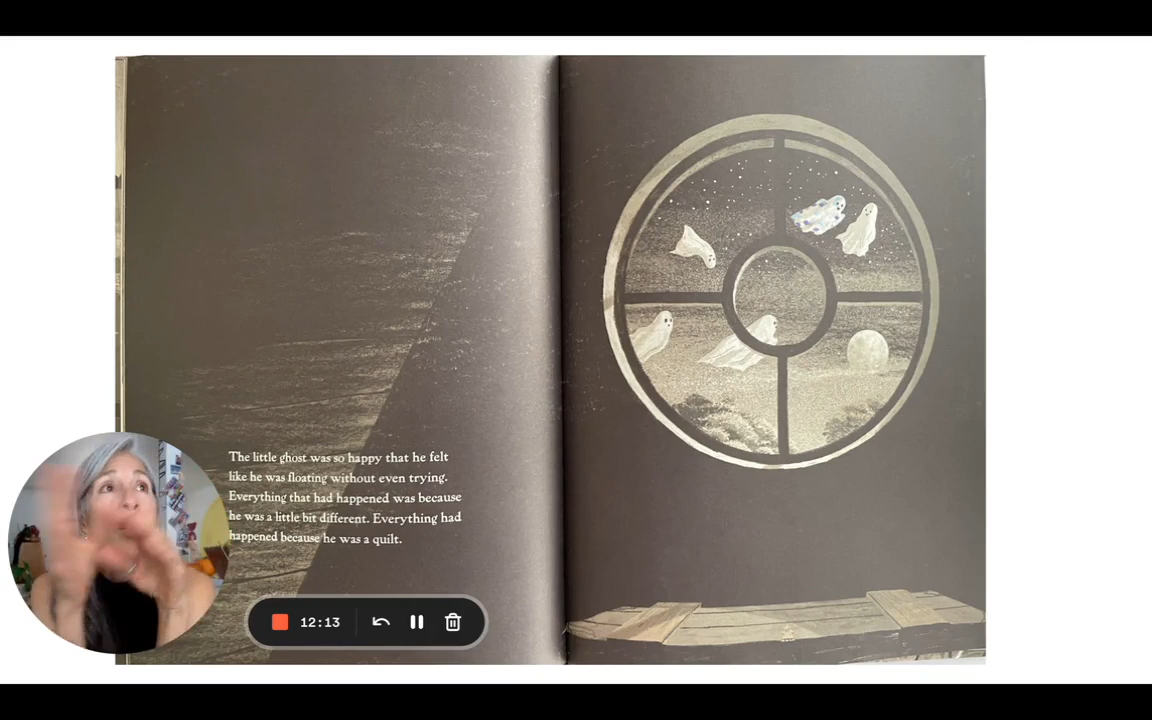 The little ghost was so happy that he felt
like he was floating without even trying.
Everything that had happened was because
he was a little bit different. Everything had
happened because he was a quilt.
12:13